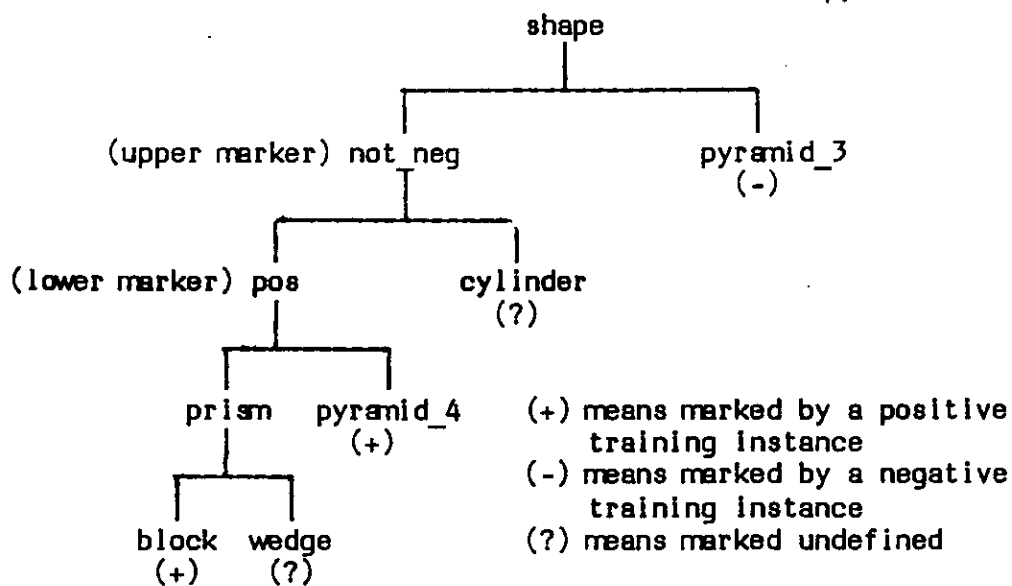 shape
(upper marker) not_neg pyramid_3
(-)
(lower marker) pos cylinder
(?)
prism pyramid_4 (+) means marked by a positive
(+) training instance
(-) means marked by a negative
training instance
block wedge (?) means marked undefined
(+) (?)